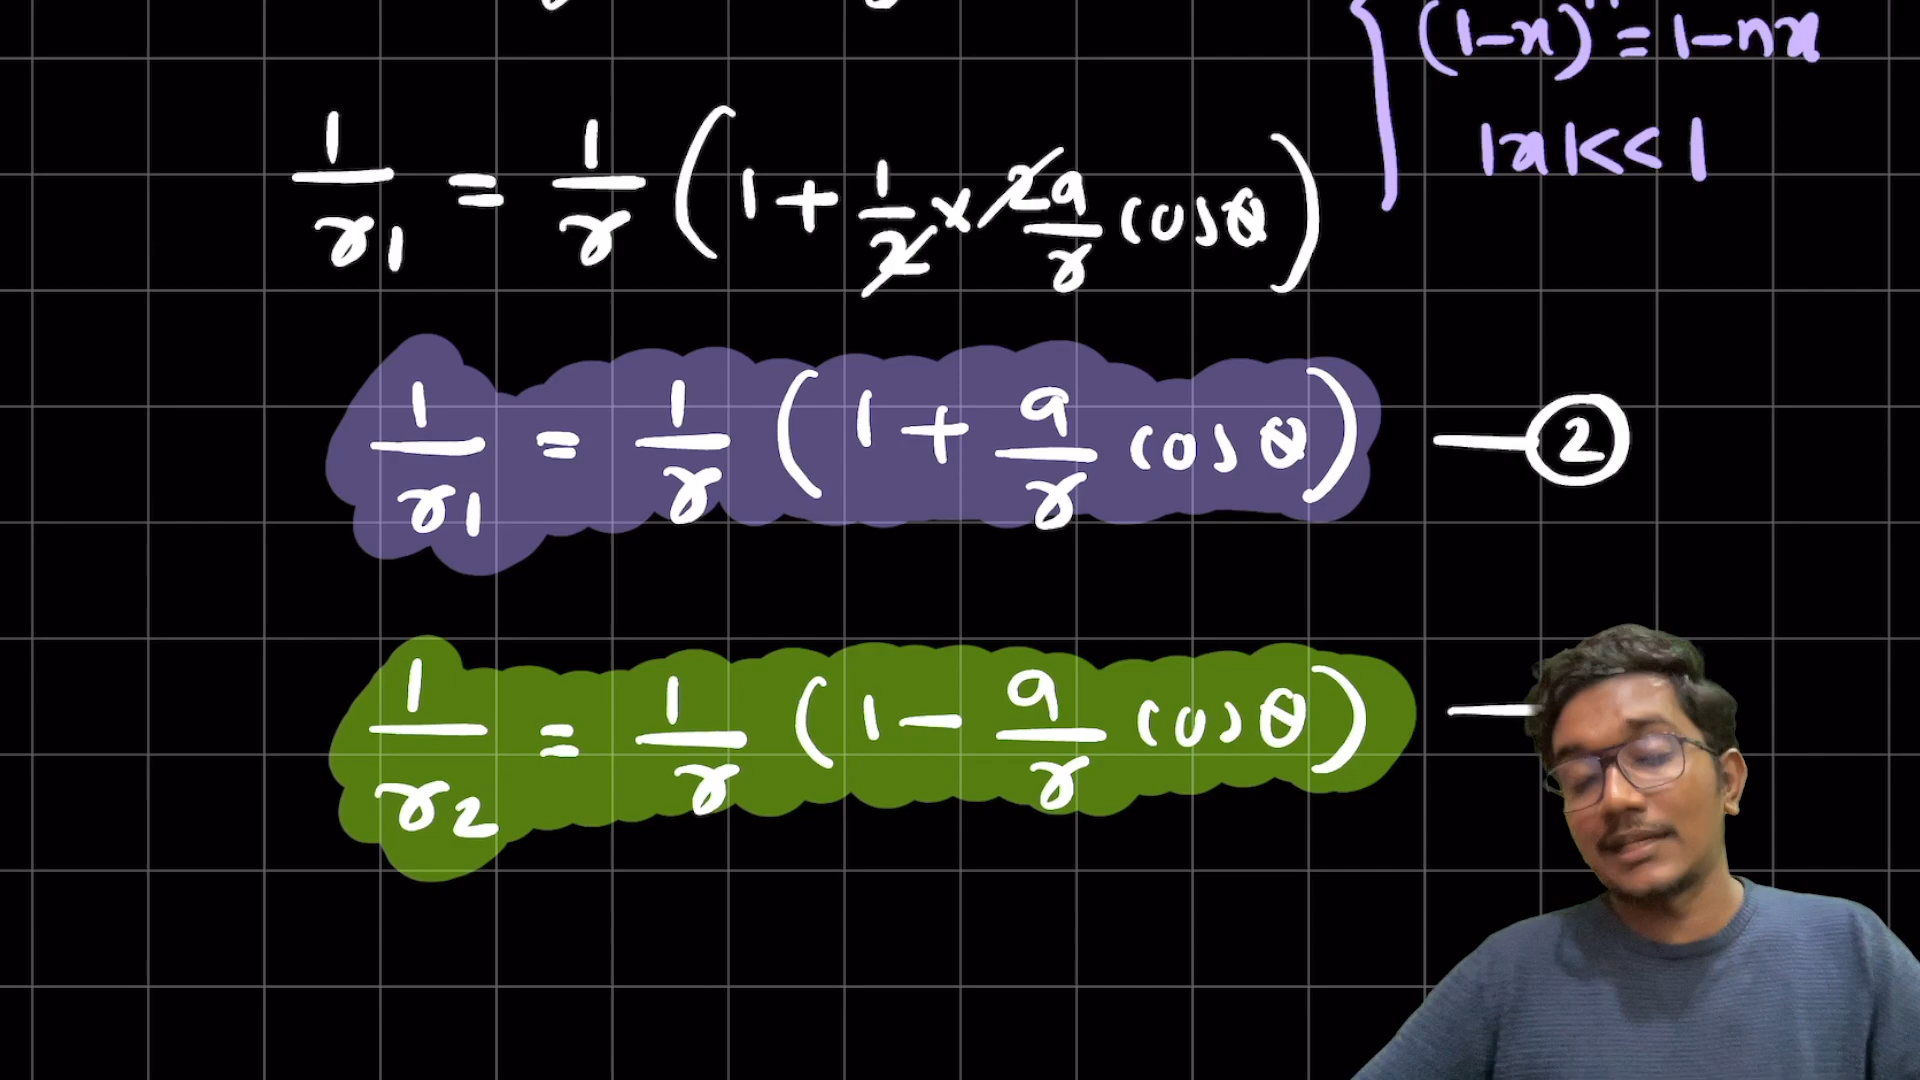 (1-x)ⁿ = 1-nx
|x| << 1
1/r₁ = 1/r (1 + 1/2 × 2a/r cosθ)
1/r₁ = 1/r (1 + a/r cosθ) — ②
1/r₂ = 1/r (1 - a/r cosθ) —